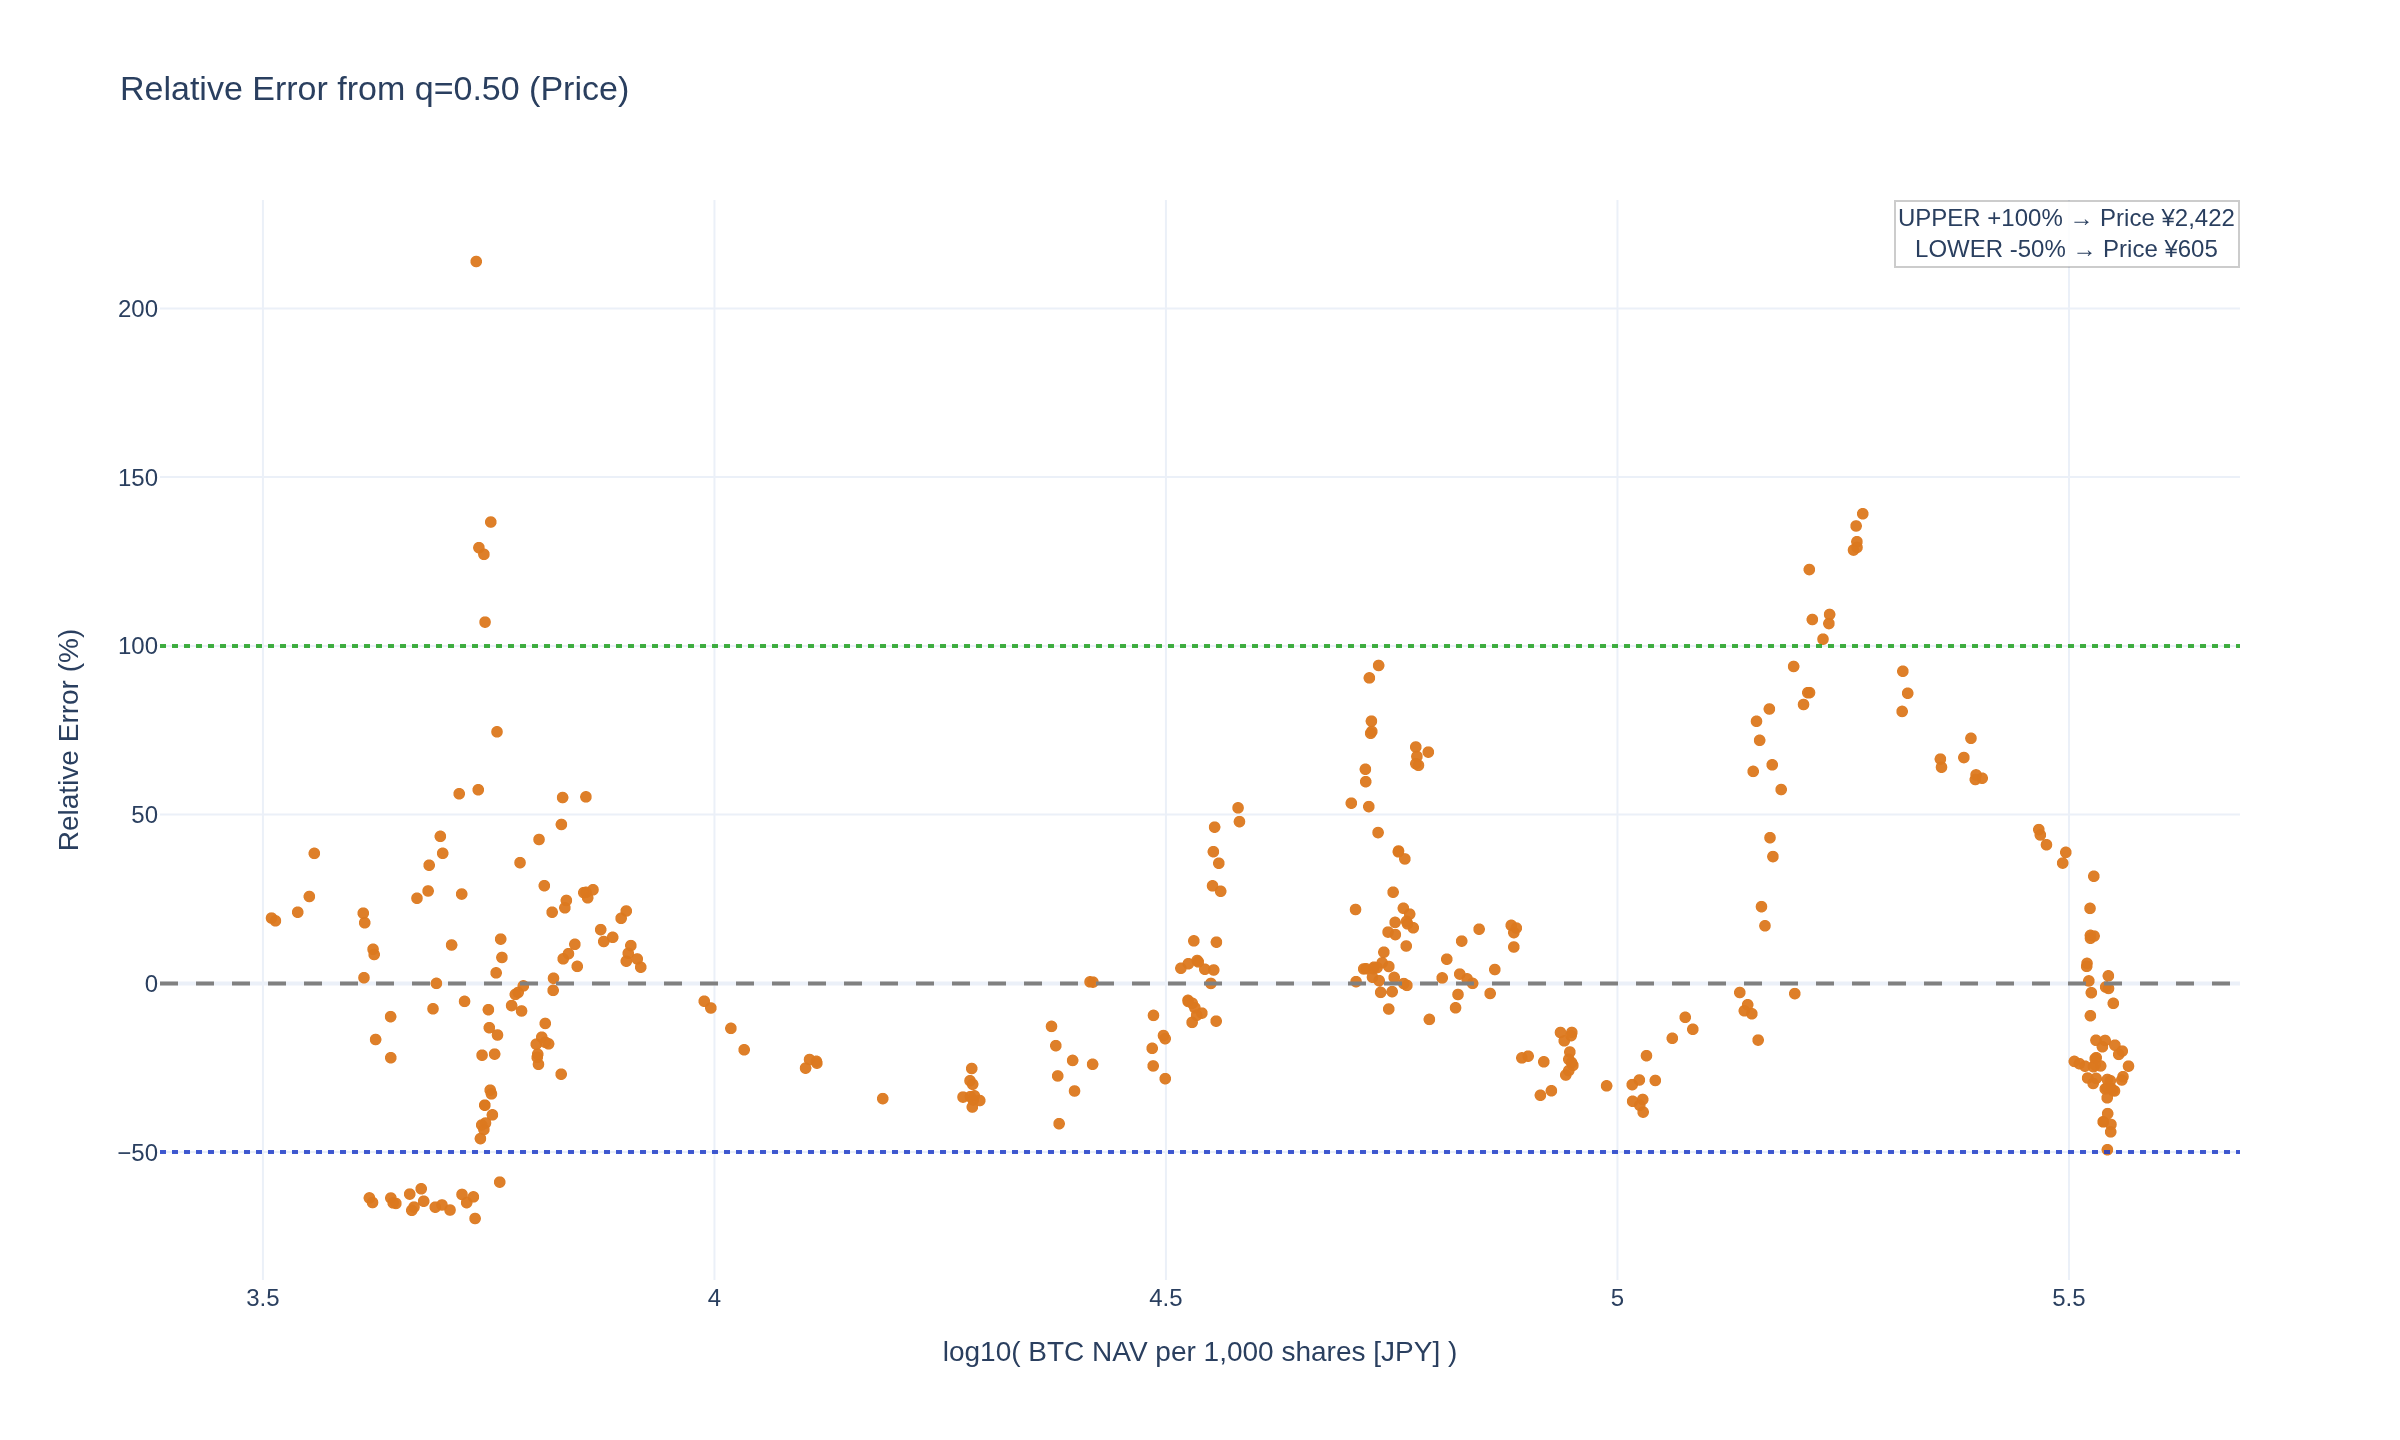 Relative Error from q=0.50 (Price)
UPPER +100% → Price ¥2,422
LOWER -50% → Price ¥605
200
150
100
50
0
−50
Relative Error (%)
3.5
4
4.5
5
5.5
log10( BTC NAV per 1,000 shares [JPY] )